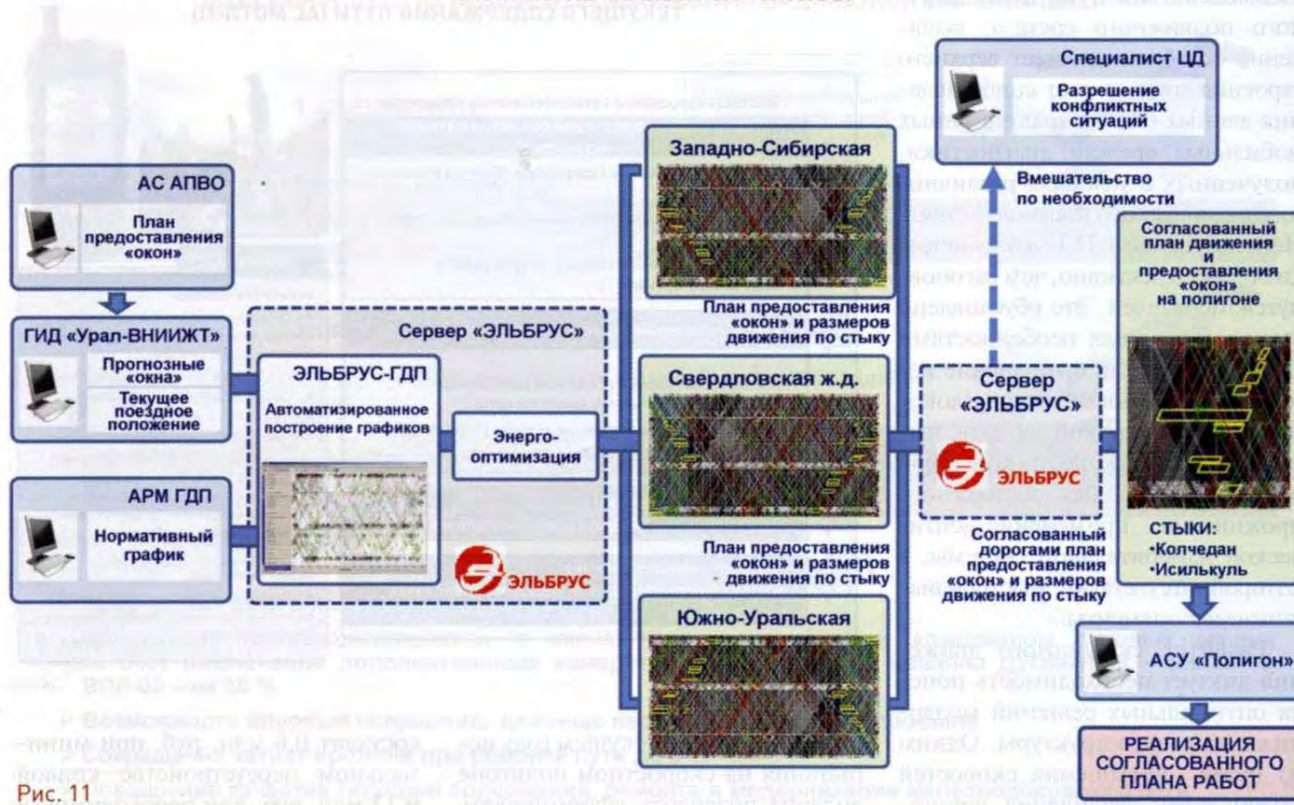 ТЕКУЩЕГО СОДЕРЖАНИЯ ПУТИ
АС АПВО
План
предоставления
«окон»
ГИД «Урал-ВНИИЖТ»
Прогнозные
«окна»
Текущее
поездное
положение
АРМ ГДП
Нормативный
график
Сервер «ЭЛЬБРУС»
ЭЛЬБРУС-ГДП
Автоматизированное
построение графиков
Энерго-
оптимизация
ЭЛЬБРУС
Западно-Сибирская
План предоставления
«окон» и размеров
движения по стыку
Свердловская ж.д.
План предоставления
«окон» и размеров
движения по стыку
Южно-Уральская
Специалист ЦД
Разрешение
конфликтных
ситуаций
Вмешательство
по необходимости
Сервер
«ЭЛЬБРУС»
ЭЛЬБРУС
Согласованный
дорогами план
предоставления
«окон» и размеров
движения по стыку
Согласованный
план движения
и
предоставления
«окон»
на полигоне
СТЫКИ:
·Колчедан
·Исилькуль
АСУ «Полигон»
РЕАЛИЗАЦИЯ
СОГЛАСОВАННОГО
ПЛАНА РАБОТ
Рис. 11